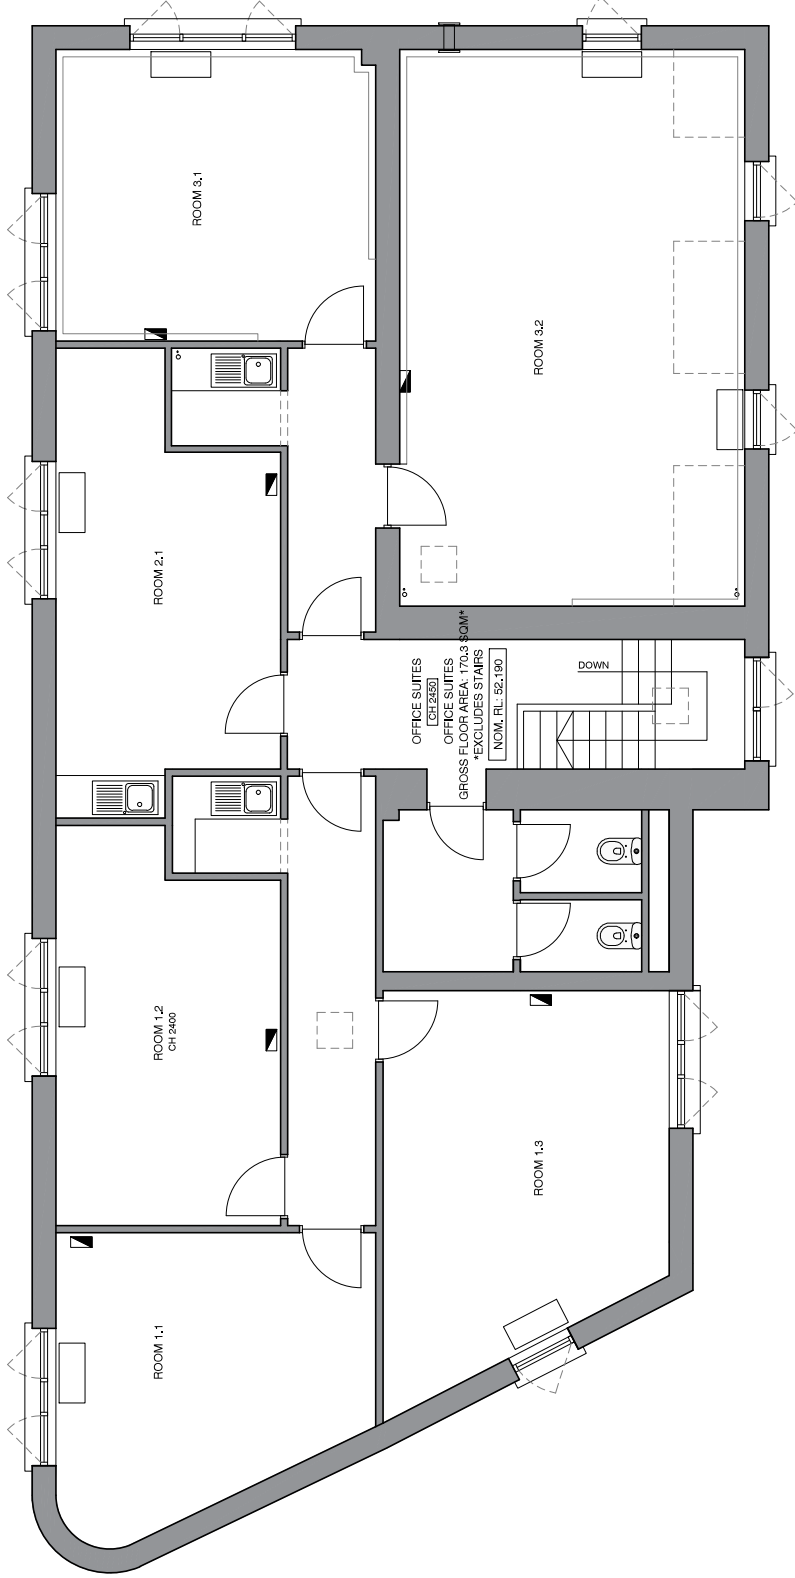 ROOM 3.1
ROOM 3.2
ROOM 2.1
OFFICE SUITES
CH 2450
OFFICE SUITES
GROSS FLOOR AREA: 170.3 SQM*
*EXCLUDES STAIRS
NOM. RL: 52.190
DOWN
ROOM 1.2
CH 2400
ROOM 1.3
ROOM 1.1